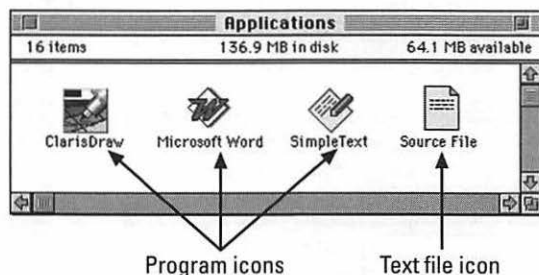 Applications
16 items 136.9 MB in disk 64.1 MB available
ClarisDraw Microsoft Word SimpleText Source File
Program icons Text file icon